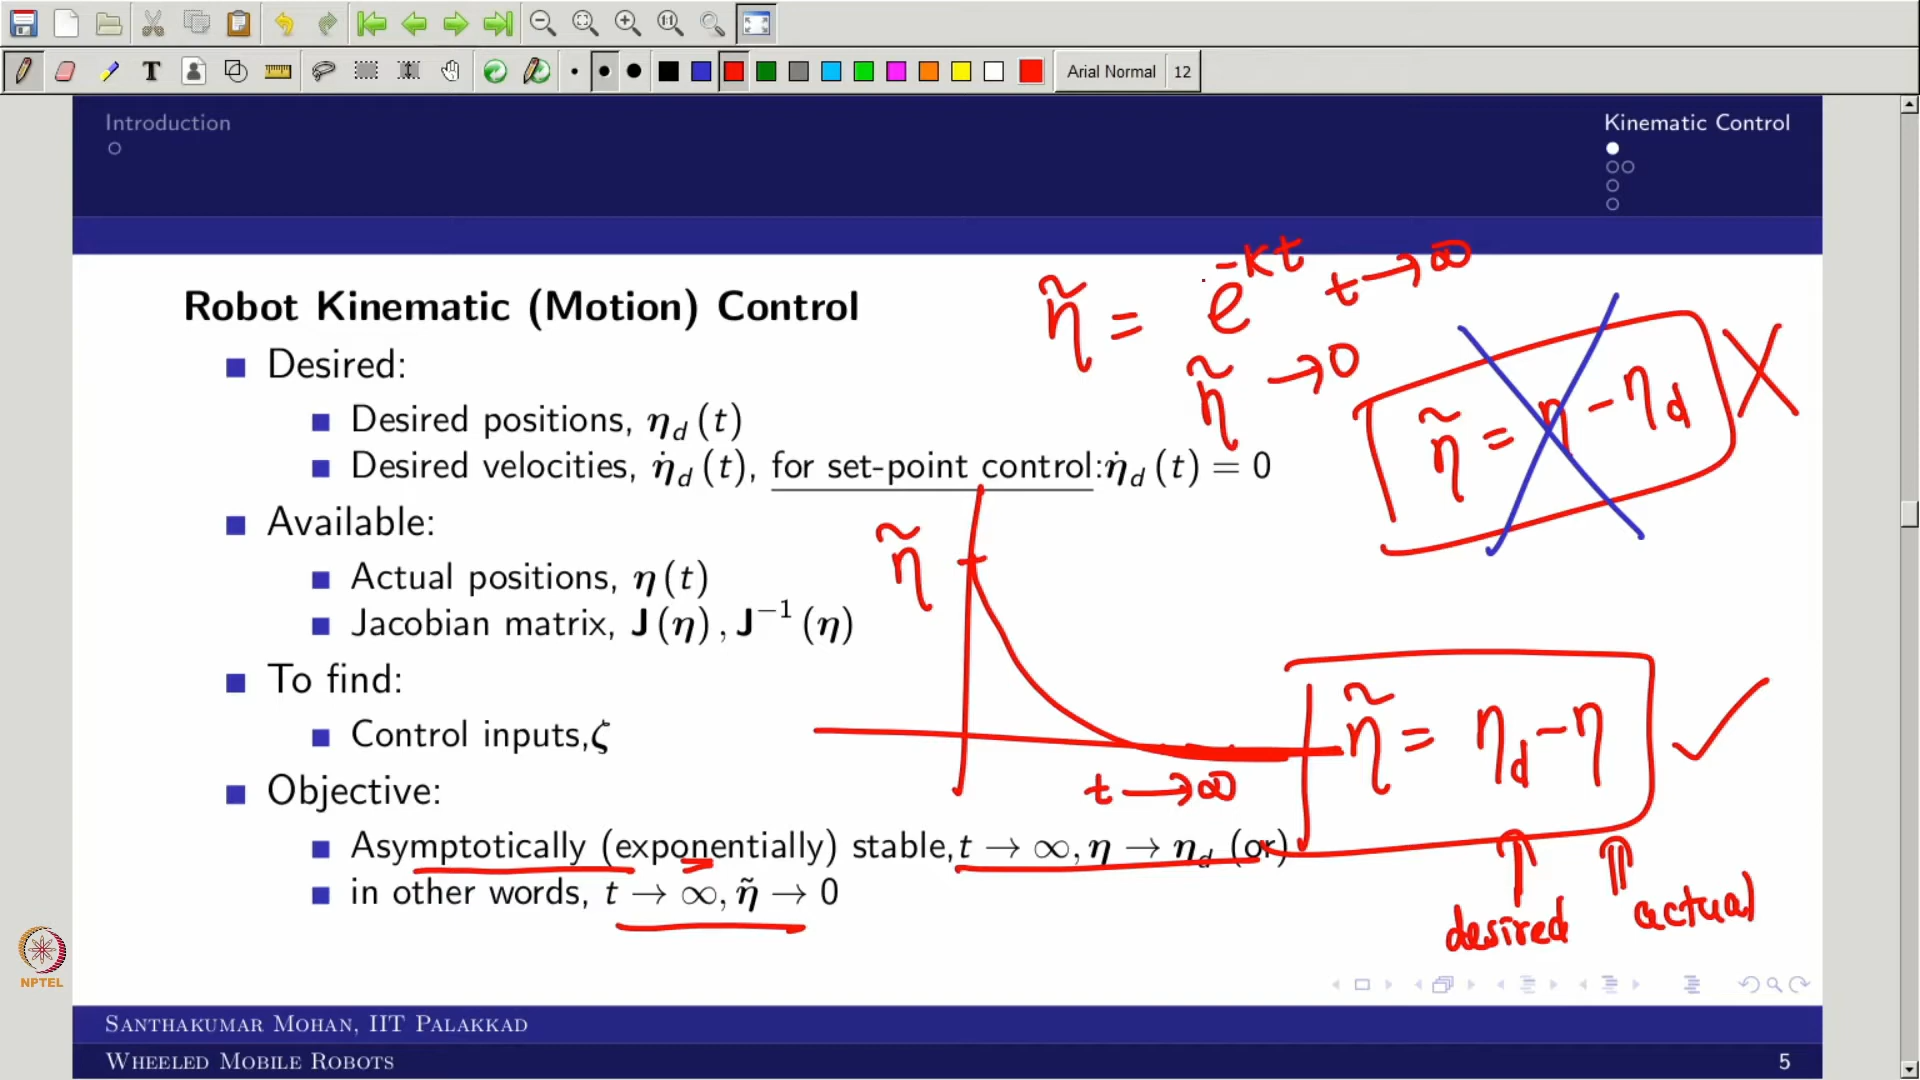 Arial Normal 12
Introduction
Kinematic Control
Robot Kinematic (Motion) Control
Desired:
Desired positions, η_d (t)
Desired velocities, η̇_d (t), for set-point control:η̇_d (t) = 0
Available:
Actual positions, η (t)
Jacobian matrix, J (η) , J⁻¹ (η)
To find:
Control inputs,ζ
Objective:
Asymptotically (exponentially) stable,t → ∞, η → η_d (or)
in other words, t → ∞, η̃ → 0
η̃ = e^{-Kt} t → ∞
η̃ → 0
η̃ = η - η_d
η̃
t → ∞
η̃ = η_d - η
desired
actual
NPTEL
Santhakumar Mohan, IIT Palakkad
Wheeled Mobile Robots
5